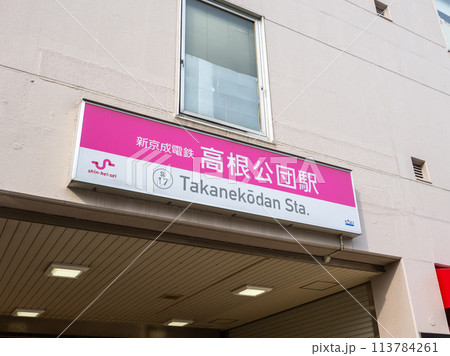 新京成電鉄 高根公団駅
shin-kei-sei
SL
17
Takanekōdan Sta.
PIXTA
pixta.jp - 113784261